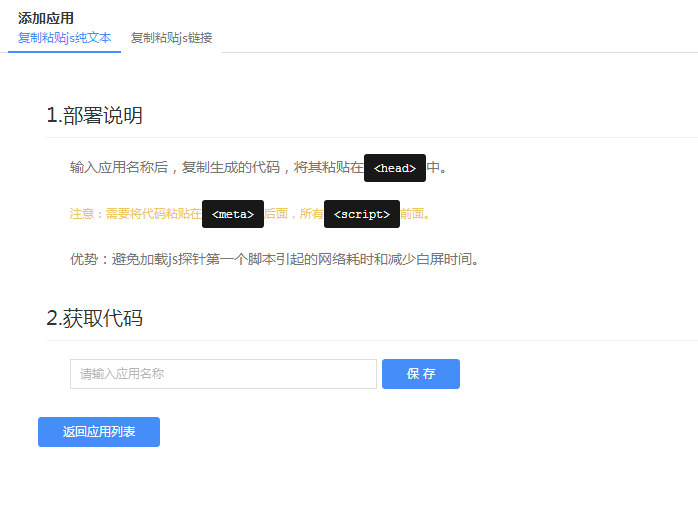 添加应用
复制粘贴js纯文本 复制粘贴js链接
1.部署说明
输入应用名称后，复制生成的代码，将其粘贴在<head>中。
注意：需要将代码粘贴在<meta>后面，所有<script>前面。
优势：避免加载js探针第一个脚本引起的网络耗时和减少白屏时间。
2.获取代码
请输入应用名称 保 存
返回应用列表